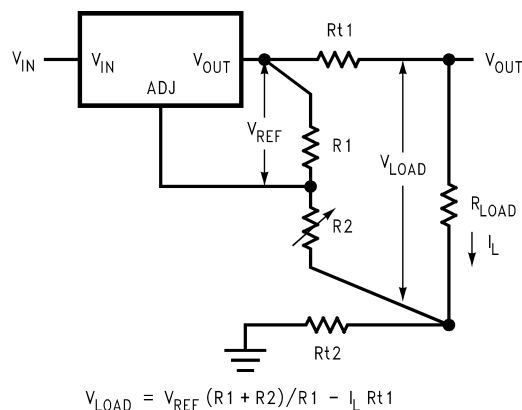 Rt1
V_IN
V_IN
V_OUT
V_OUT
ADJ
V_REF
R1
V_LOAD
R_LOAD
R2
I_L
Rt2
V_LOAD = V_REF (R1 + R2)/R1 - I_L Rt1